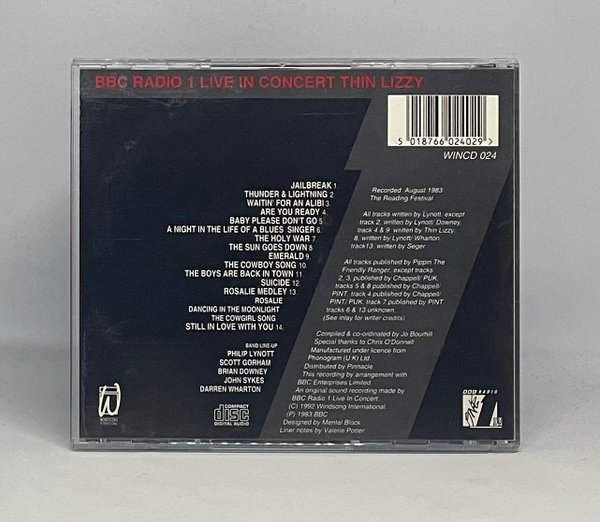 BBC RADIO 1 LIVE IN CONCERT THIN LIZZY
5 018766 024029 >
WINCD 024
JAILBREAK 1
THUNDER & LIGHTNING 2
WAITIN' FOR AN ALIBI 3
ARE YOU READY 4
BABY PLEASE DON'T GO 5
A NIGHT IN THE LIFE OF A BLUES SINGER 6
THE HOLY WAR 7
THE SUN GOES DOWN 8
EMERALD 9
THE COWBOY SONG 10
THE BOYS ARE BACK IN TOWN 11
SUICIDE 12
ROSALIE MEDLEY 13
ROSALIE
DANCING IN THE MOONLIGHT
THE COWGIRL SONG
STILL IN LOVE WITH YOU 14
BAND LINE-UP
PHILIP LYNOTT
SCOTT GORHAM
BRIAN DOWNEY
JOHN SYKES
DARREN WHARTON
Recorded August 1983
The Reading Festival
All tracks written by Lynott, except
track 2, written by Lynott/ Downey,
track 4 & 9 written by Thin Lizzy,
8, written by Lynott/ Wharton,
track13, written by Seger
All tracks published by Pippin The
Friendly Ranger, except tracks
2, 3, published by Chappell/ PUK,
tracks 5 & 8 published by Chappell/
PINT, track 4 published by Chappell/
PINT/ PUK, track 7 published by PINT
tracks 6 & 13 unknown.
(See inlay for writer credits)
Compiled & co-ordinated by Jo Bourhill
Special thanks to Chris O'Donnell
Manufactured under licence from
Phonogram (U.K) Ltd.
Distributed by Pinnacle
This recording by arrangement with
BBC Enterprises Limited.
An original sound recording made by
BBC Radio 1 Live In Concert.
(C) 1992 Windsong International.
(P) 1983 BBC
Designed by Mental Block.
Liner notes by Valerie Potter
WINDSONG
COMPACT
disc
DIGITAL AUDIO
BBC RADIO